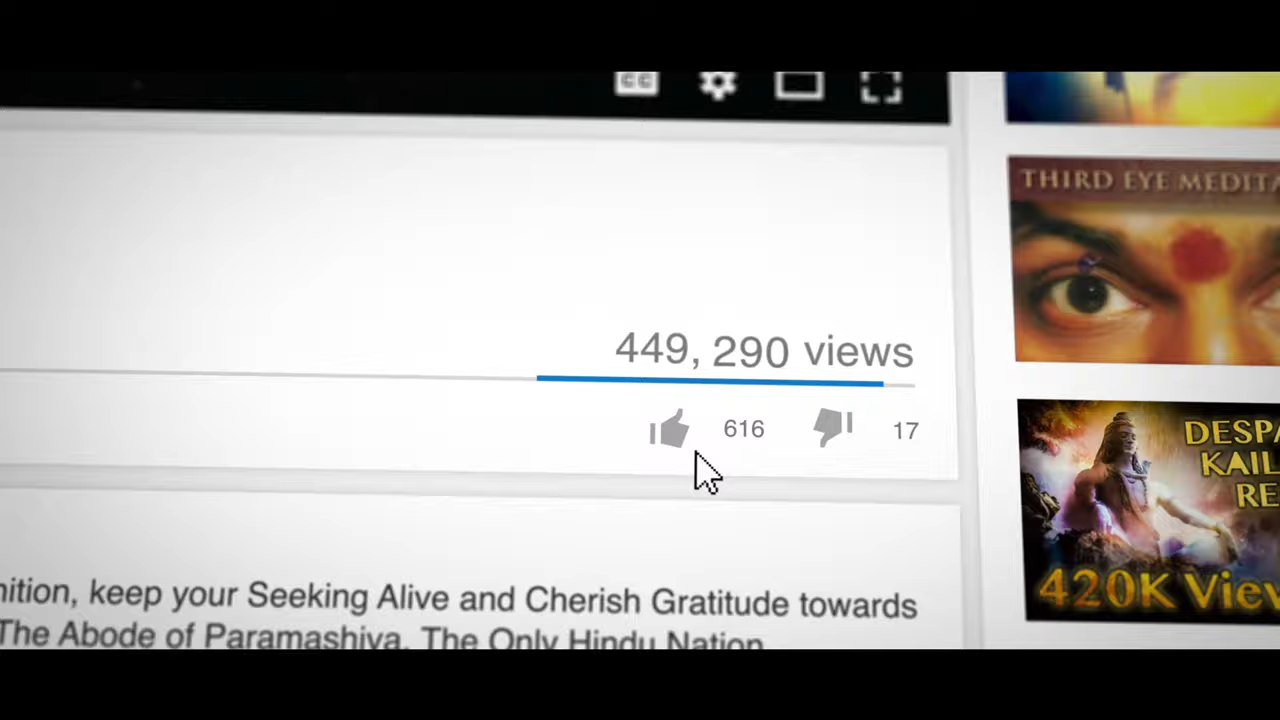 CC
THIRD EYE MEDITA
449, 290 views
616
17
DESPA
KAIL
RE
420K View
nition, keep your Seeking Alive and Cherish Gratitude towards
The Abode of Paramashiva, The Only Hindu Nation